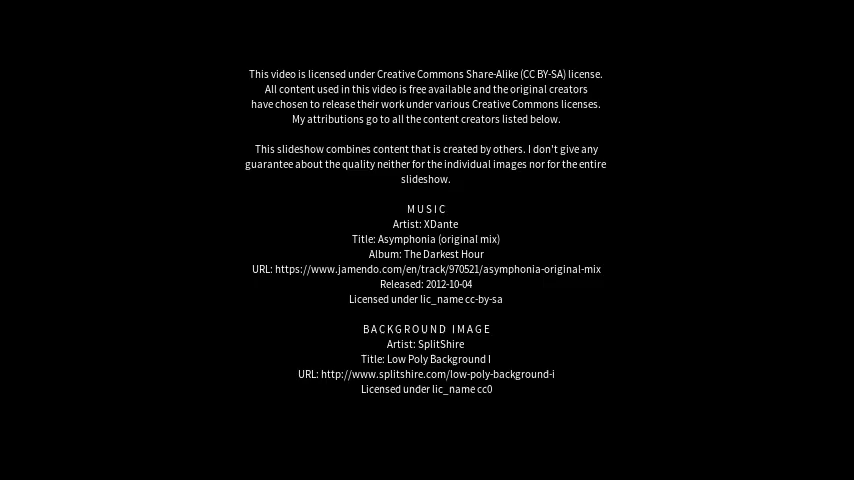 This video is licensed under Creative Commons Share-Alike (CC BY-SA) license.
All content used in this video is free available and the original creators
have chosen to release their work under various Creative Commons licenses.
My attributions go to all the content creators listed below.
This slideshow combines content that is created by others. I don't give any
guarantee about the quality neither for the individual images nor for the entire
slideshow.
MUSIC
Artist: XDante
Title: Asymphonia (original mix)
Album: The Darkest Hour
URL: https://www.jamendo.com/en/track/970521/asymphonia-original-mix
Released: 2012-10-04
Licensed under lic_name cc-by-sa
BACKGROUND IMAGE
Artist: SplitShire
Title: Low Poly Background I
URL: http://www.splitshire.com/low-poly-background-i
Licensed under lic_name cc0